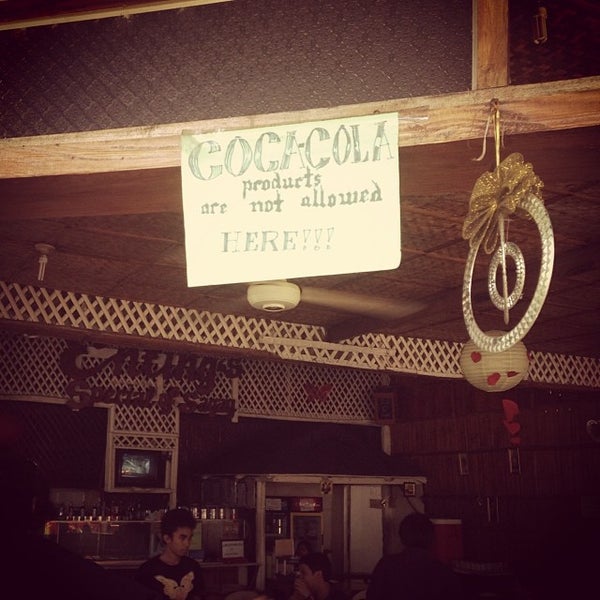 COCA-COLA
products
are not allowed
HERE!!!